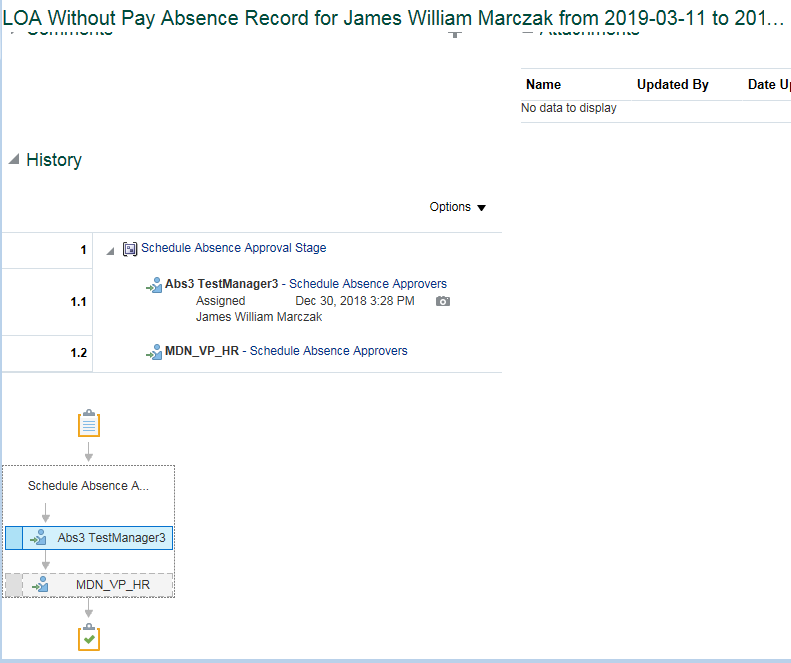 LOA Without Pay Absence Record for James William Marczak from 2019-03-11 to 201...
Comments
Attachments
Name Updated By Date Up
No data to display
History
Options
1 Schedule Absence Approval Stage
1.1 Abs3 TestManager3 - Schedule Absence Approvers
Assigned Dec 30, 2018 3:28 PM
James William Marczak
1.2 MDN_VP_HR - Schedule Absence Approvers
Schedule Absence A...
Abs3 TestManager3
MDN_VP_HR